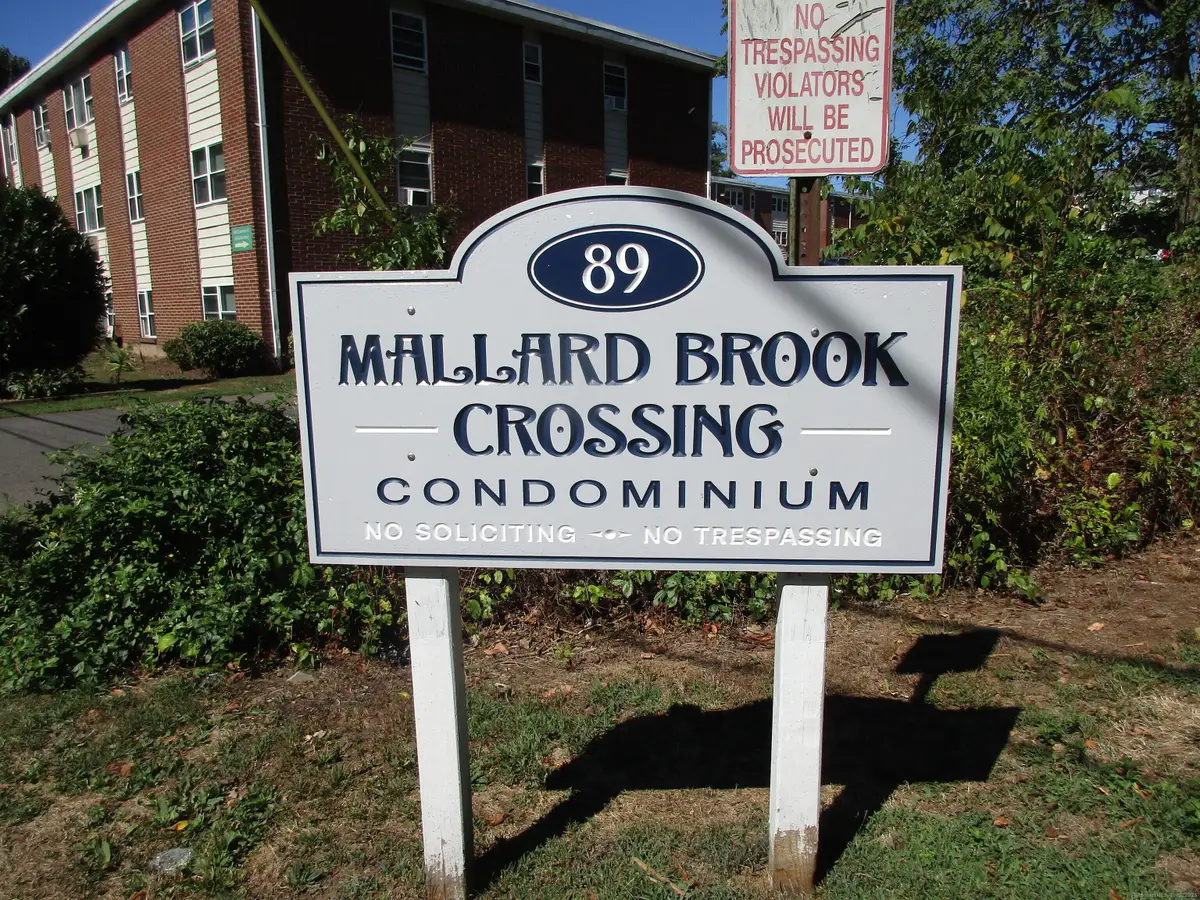 NO
TRESPASSING
VIOLATORS
WILL BE
PROSECUTED
89
MALLARD BROOK
CROSSING
CONDOMINIUM
NO SOLICITING NO TRESPASSING